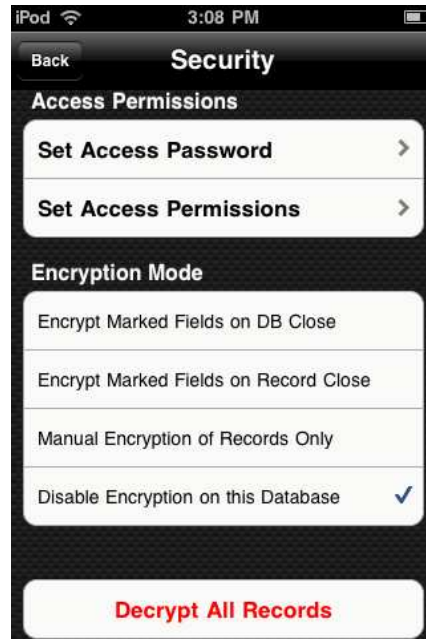 iPod 3:08 PM
Back Security
Access Permissions
Set Access Password
Set Access Permissions
Encryption Mode
Encrypt Marked Fields on DB Close
Encrypt Marked Fields on Record Close
Manual Encryption of Records Only
Disable Encryption on this Database
Decrypt All Records